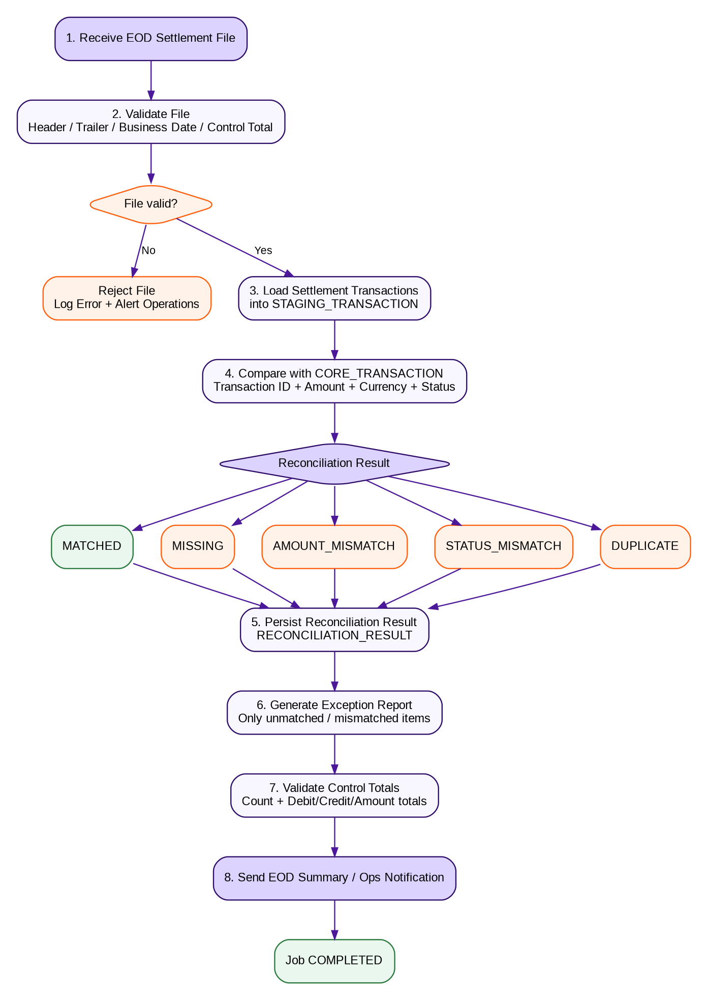 1. Receive EOD Settlement File
2. Validate File
Header / Trailer / Business Date / Control Total
File valid?
No
Yes
Reject File
Log Error + Alert Operations
3. Load Settlement Transactions
into STAGING_TRANSACTION
4. Compare with CORE_TRANSACTION
Transaction ID + Amount + Currency + Status
Reconciliation Result
MATCHED
MISSING
AMOUNT_MISMATCH
STATUS_MISMATCH
DUPLICATE
5. Persist Reconciliation Result
RECONCILIATION_RESULT
6. Generate Exception Report
Only unmatched / mismatched items
7. Validate Control Totals
Count + Debit/Credit/Amount totals
8. Send EOD Summary / Ops Notification
Job COMPLETED